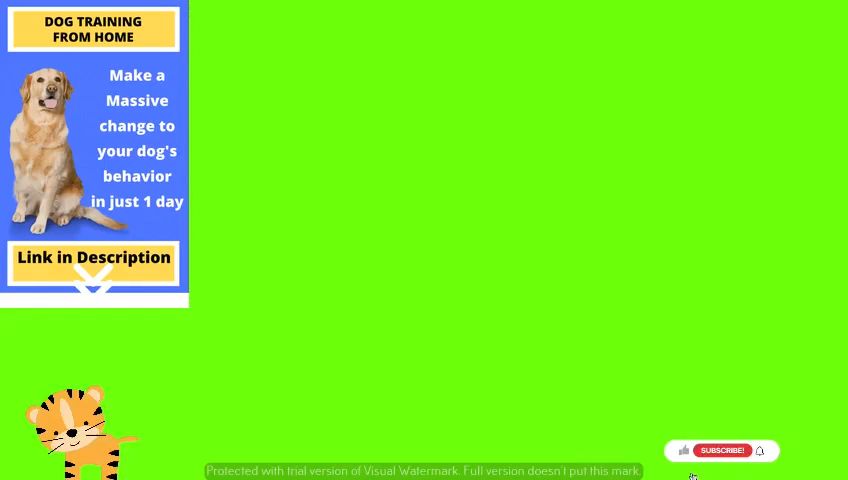 DOG TRAINING
FROM HOME
Make a
Massive
change to
your dog's
behavior
in just 1 day
Link in Description
SUBSCRIBE!
Protected with trial version of Visual Watermark. Full version doesn't put this mark.